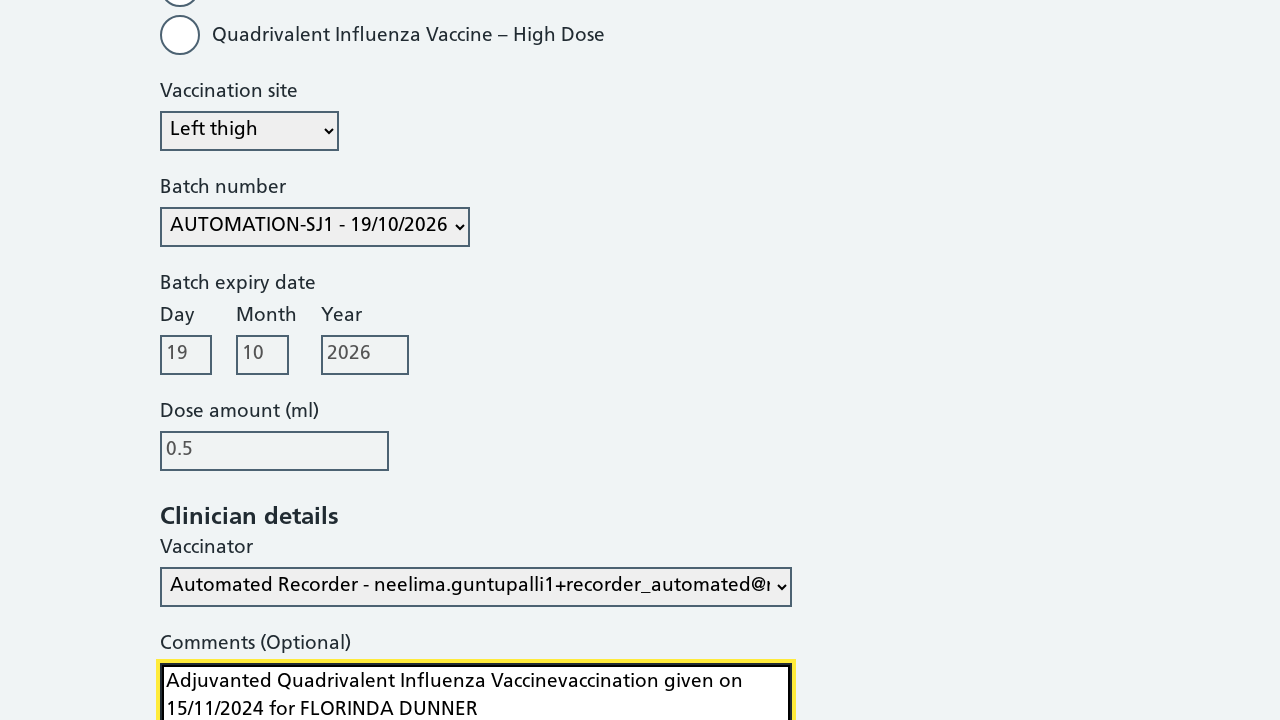 Quadrivalent Influenza Vaccine – High Dose
Vaccination site
Left thigh
Batch number
AUTOMATION-SJ1 - 19/10/2026
Batch expiry date
Day Month Year
19 10 2026
Dose amount (ml)
0.5
Clinician details
Vaccinator
Automated Recorder - neelima.guntupalli1+recorder_automated@
Comments (Optional)
Adjuvanted Quadrivalent Influenza Vaccinevaccination given on
15/11/2024 for FLORINDA DUNNER